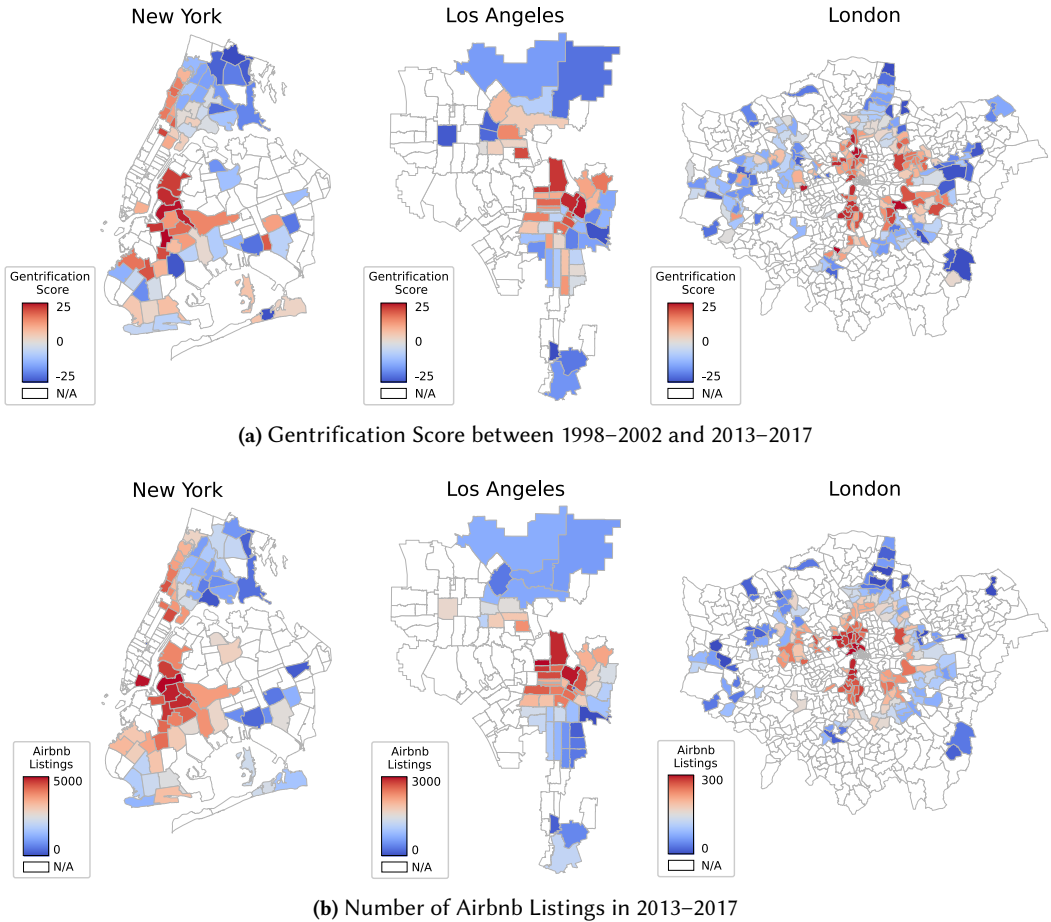 New York
Los Angeles
London
Gentrification
Score
25
0
-25
N/A
Gentrification
Score
25
0
-25
N/A
Gentrification
Score
25
0
-25
N/A
(a) Gentrification Score between 1998–2002 and 2013–2017
New York
Los Angeles
London
Airbnb
Listings
5000
0
N/A
Airbnb
Listings
3000
0
N/A
Airbnb
Listings
300
0
N/A
(b) Number of Airbnb Listings in 2013–2017